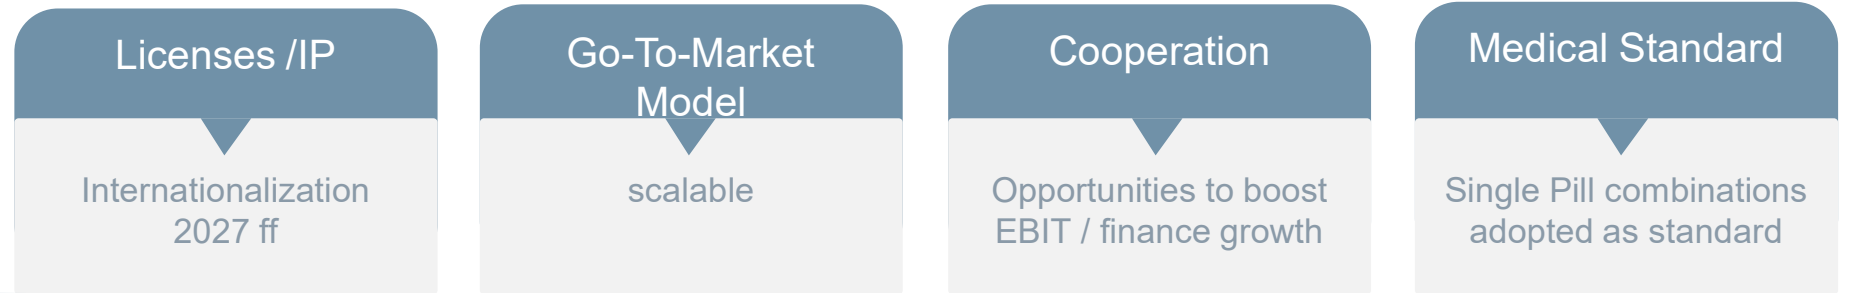 Licenses /IP
Internationalization
2027 ff
Go-To-Market
Model
scalable
Cooperation
Opportunities to boost
EBIT / finance growth
Medical Standard
Single Pill combinations
adopted as standard